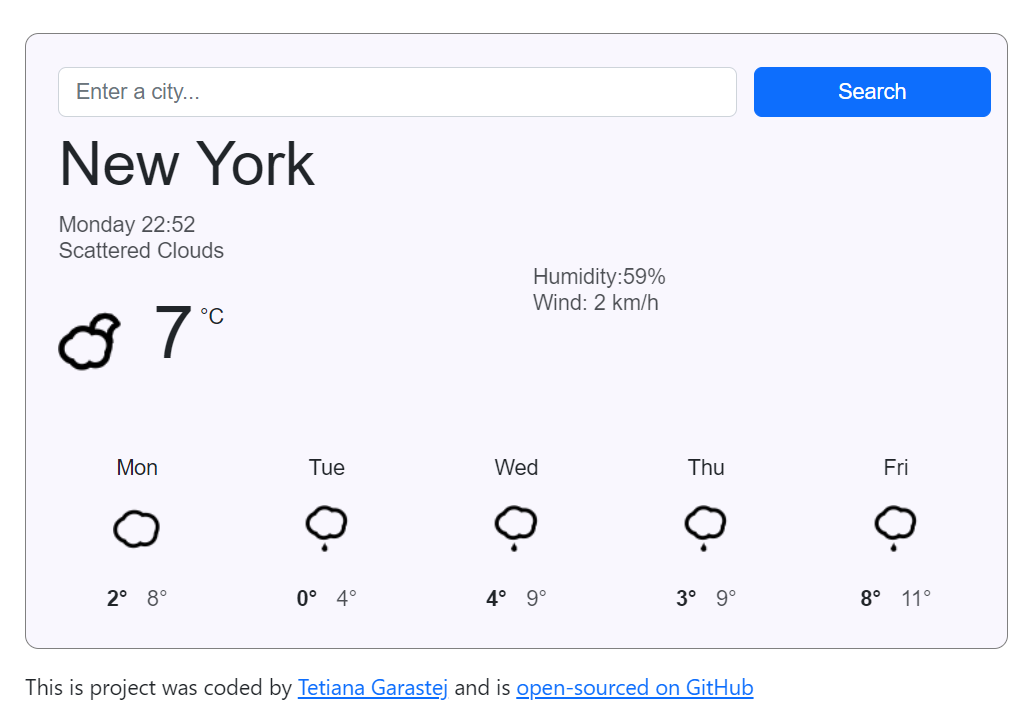 Enter a city...
Search
New York
Monday 22:52
Scattered Clouds
Humidity:59%
Wind: 2 km/h
7 °C
Mon Tue Wed Thu Fri
2° 8° 0° 4° 4° 9° 3° 9° 8° 11°
This is project was coded by Tetiana Garastej and is open-sourced on GitHub